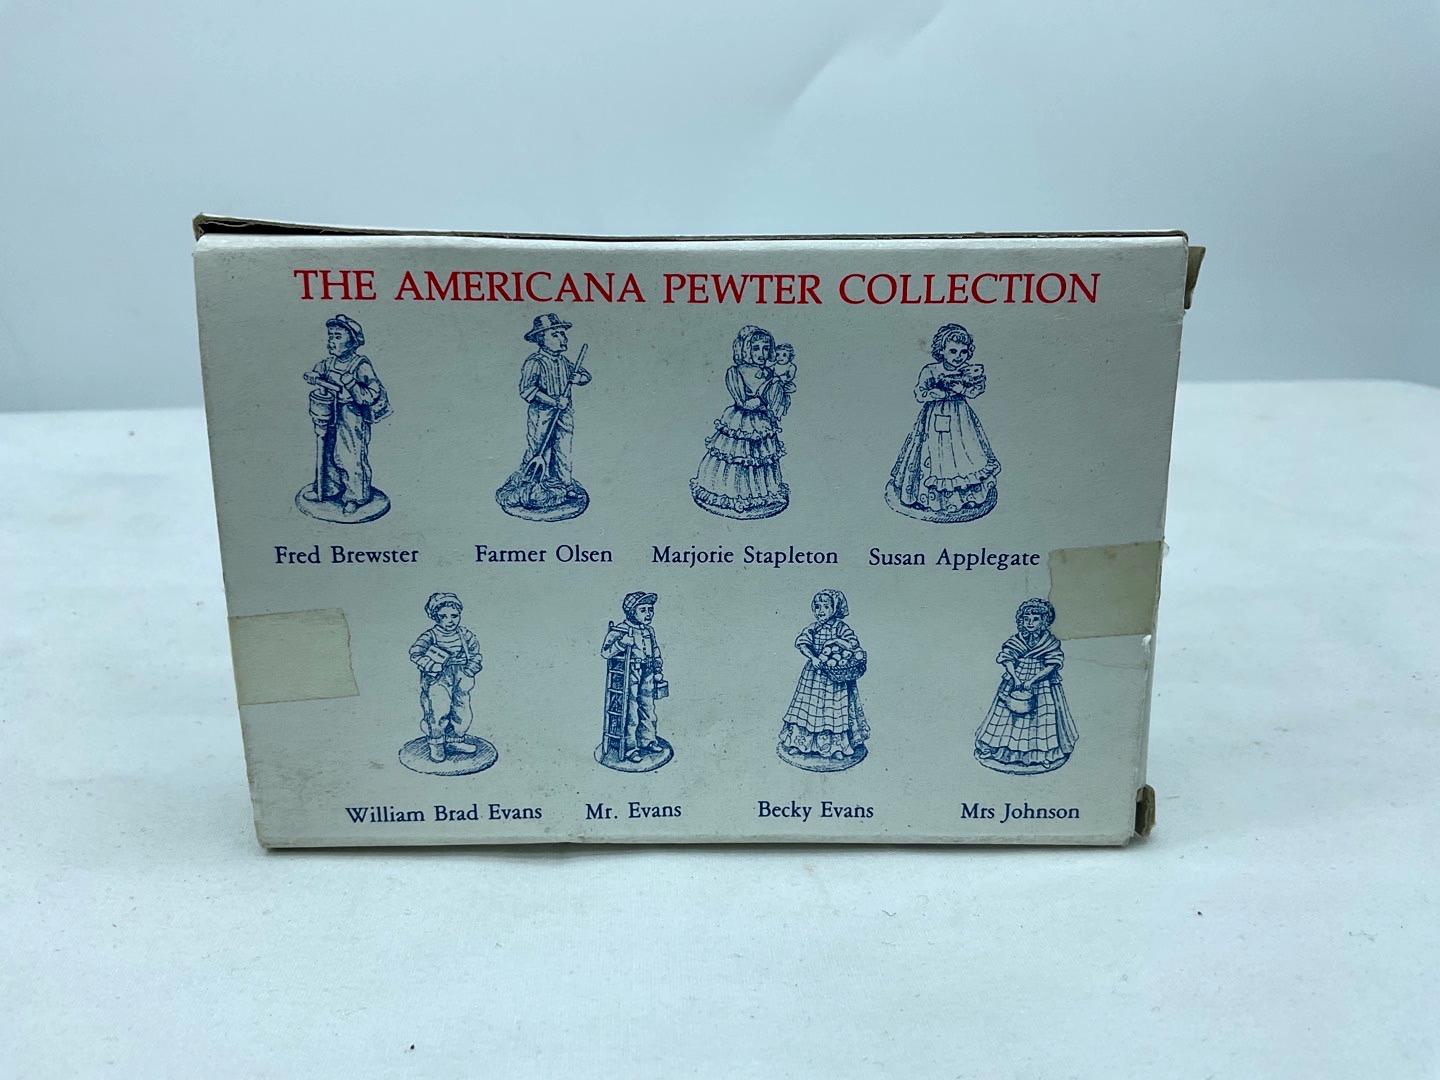 THE AMERICANA PEWTER COLLECTION
Fred Brewster Farmer Olsen Marjorie Stapleton Susan Applegate
William Brad Evans Mr. Evans Becky Evans Mrs Johnson